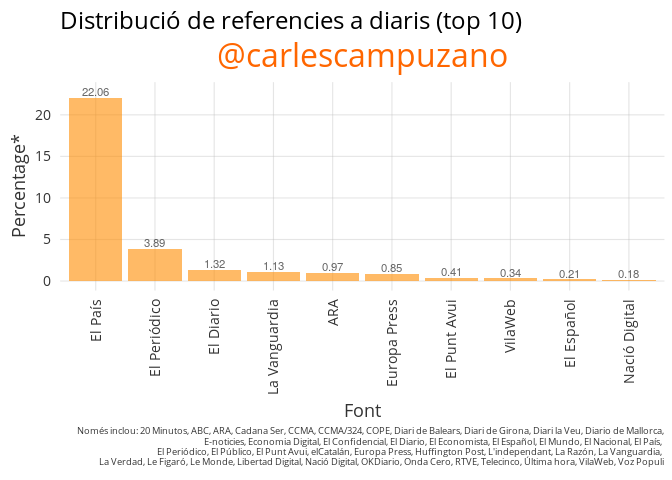 Distribució de referencies a diaris (top 10)
@carlescampuzano
Percentage*
20
15
10
5
0
22.06
3.89
1.32
1.13
0.97
0.85
0.41
0.34
0.21
0.18
El País
El Periódico
El Diario
La Vanguardia
ARA
Europa Press
El Punt Avui
VilaWeb
El Español
Nació Digital
Font
Només inclou: 20 Minutos, ABC, ARA, Cadana Ser, CCMA, CCMA/324, COPE, Diari de Balears, Diari de Girona, Diari la Veu, Diario de Mallorca,
E-noticies, Economia Digital, El Confidencial, El Diario, El Economista, El Español, El Mundo, El Nacional, El País,
El Periódico, El Público, El Punt Avui, elCatalán, Europa Press, Huffington Post, L'independant, La Razón, La Vanguardia,
La Verdad, Le Figaró, Le Monde, Libertad Digital, Nació Digital, OKDiario, Onda Cero, RTVE, Telecinco, Última hora, VilaWeb, Voz Populi